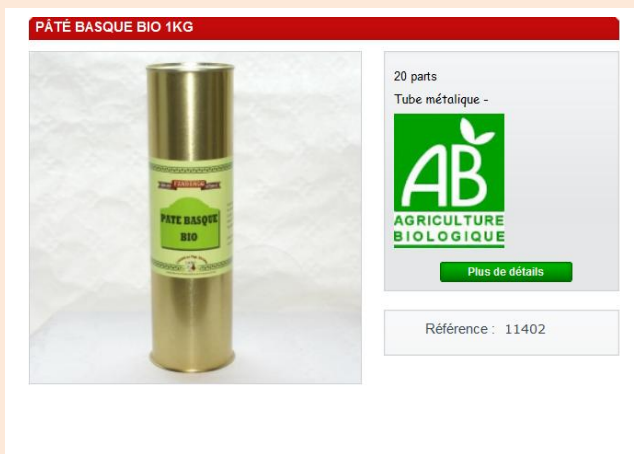 PÂTÉ BASQUE BIO 1KG
20 parts
Tube métalique -
AB
AGRICULTURE
BIOLOGIQUE
PATE BASQUE
BIO
Plus de détails
Référence : 11402